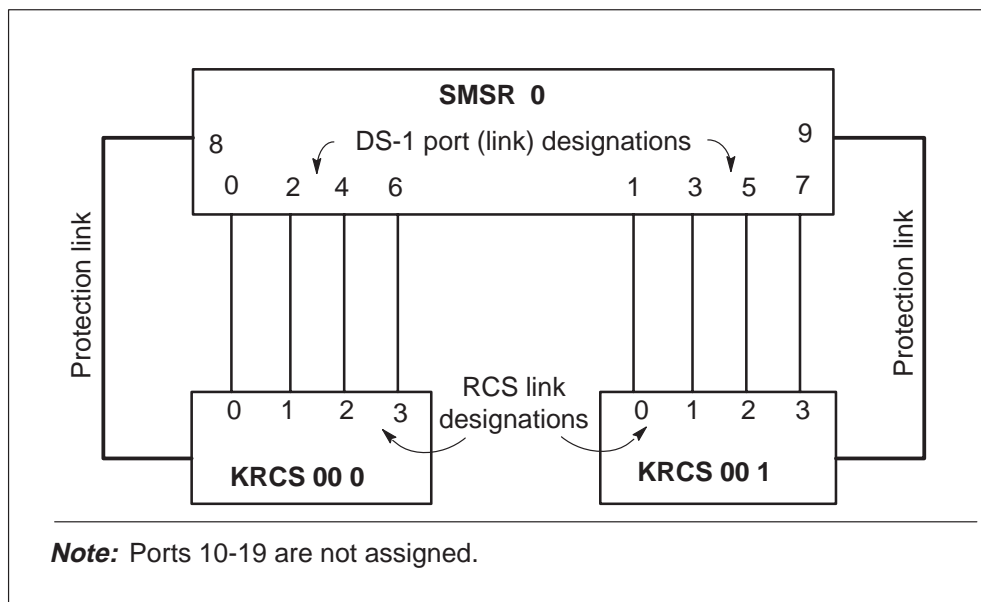 SMSR 0
8
DS-1 port (link) designations
9
0 2 4 6 1 3 5 7
Protection link
Protection link
RCS link
designations
0 1 2 3
0 1 2 3
KRCS 00 0
KRCS 00 1
Note: Ports 10-19 are not assigned.